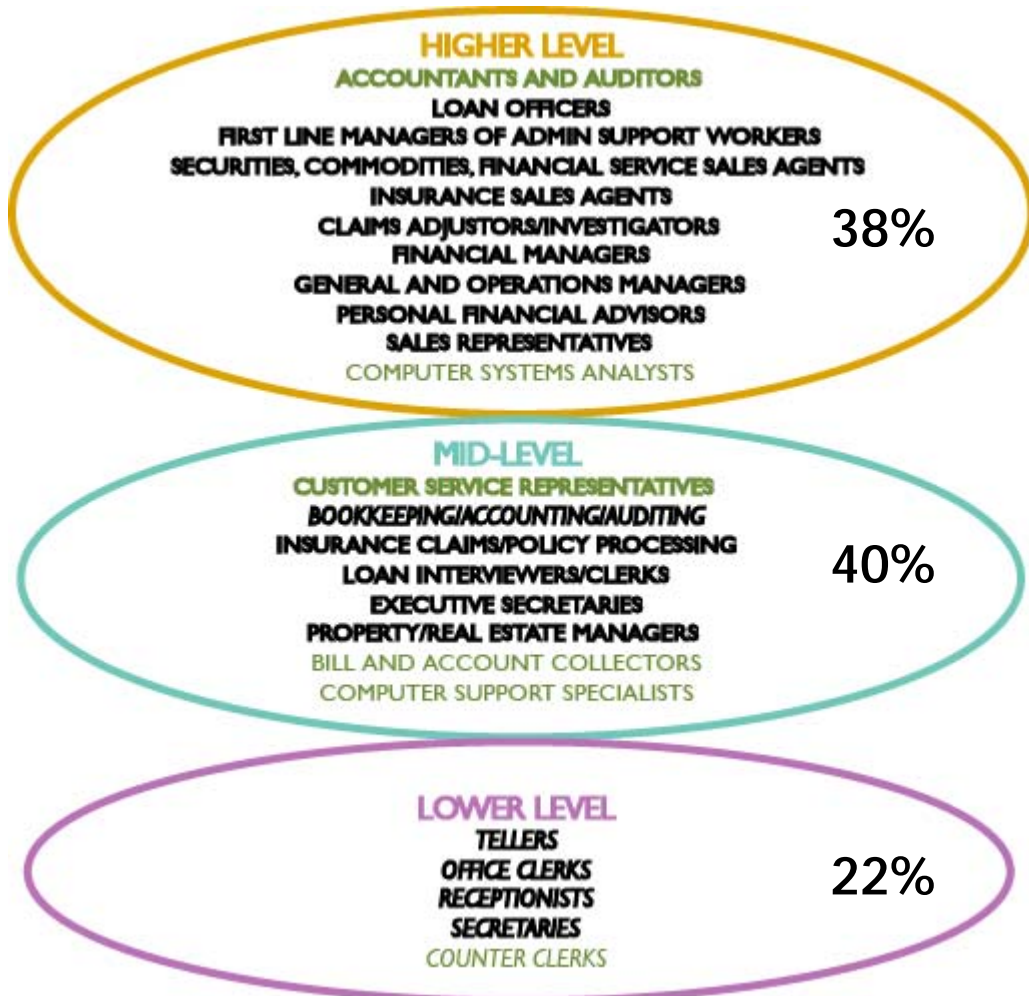 HIGHER LEVEL
ACCOUNTANTS AND AUDITORS
LOAN OFFICERS
FIRST LINE MANAGERS OF ADMIN SUPPORT WORKERS
SECURITIES, COMMODITIES, FINANCIAL SERVICE SALES AGENTS
INSURANCE SALES AGENTS
CLAIMS ADJUSTORS/INVESTIGATORS
38%
FINANCIAL MANAGERS
GENERAL AND OPERATIONS MANAGERS
PERSONAL FINANCIAL ADVISORS
SALES REPRESENTATIVES
COMPUTER SYSTEMS ANALYSTS
MID-LEVEL
CUSTOMER SERVICE REPRESENTATIVES
BOOKKEEPING/ACCOUNTING/AUDITING
INSURANCE CLAIMS/POLICY PROCESSING
40%
LOAN INTERVIEWERS/CLERKS
EXECUTIVE SECRETARIES
PROPERTY/REAL ESTATE MANAGERS
BILL AND ACCOUNT COLLECTORS
COMPUTER SUPPORT SPECIALISTS
LOWER LEVEL
TELLERS
OFFICE CLERKS
22%
RECEPTIONISTS
SECRETARIES
COUNTER CLERKS